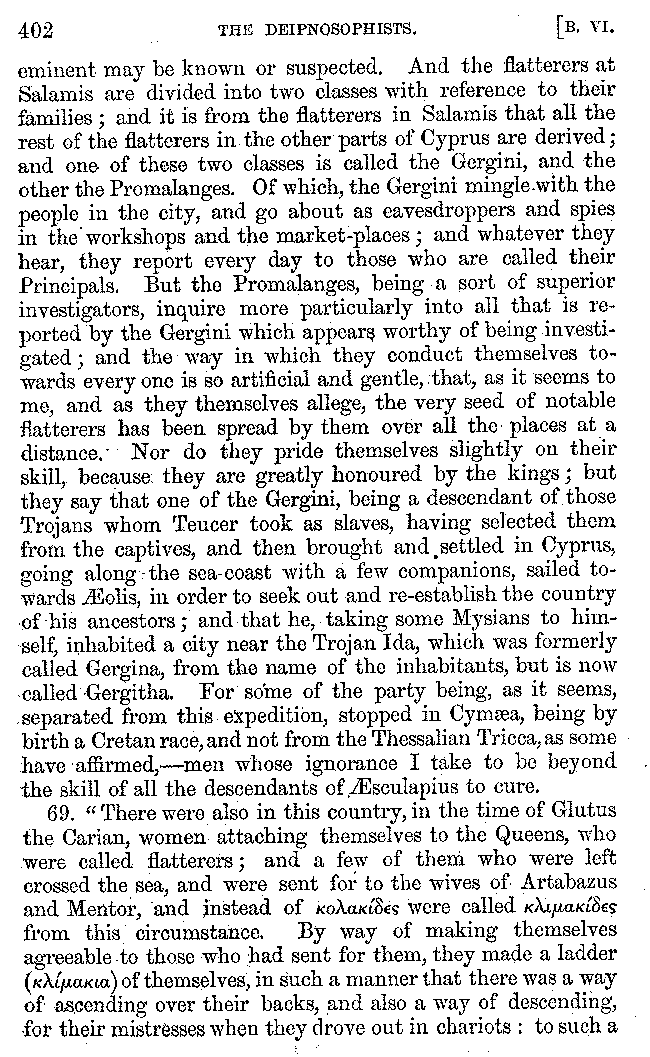 402 THE DEIPNOSOPHISTS. [B. VI.
eminent may be known or suspected. And the flatterers at
Salamis are divided into two classes with reference to their
families; and it is from the flatterers in Salamis that all the
rest of the flatterers in the other parts of Cyprus are derived;
and one of these two classes is called the Gergini, and the
other the Promalanges. Of which, the Gergini mingle with the
people in the city, and go about as eavesdroppers and spies
in the workshops and the market-places; and whatever they
hear, they report every day to those who are called their
Principals. But the Promalanges, being a sort of superior
investigators, inquire more particularly into all that is re-
ported by the Gergini which appears worthy of being investi-
gated; and the way in which they conduct themselves to-
wards every one is so artificial and gentle, that, as it seems to
me, and as they themselves allege, the very seed of notable
flatterers has been spread by them over all the places at a
distance. Nor do they pride themselves slightly on their
skill, because they are greatly honoured by the kings; but
they say that one of the Gergini, being a descendant of those
Trojans whom Teucer took as slaves, having selected them
from the captives, and then brought and settled in Cyprus,
going along the sea-coast with a few companions, sailed to-
wards Æolis, in order to seek out and re-establish the country
of his ancestors; and that he, taking some Mysians to him-
self, inhabited a city near the Trojan Ida, which was formerly
called Gergina, from the name of the inhabitants, but is now
called Gergitha. For some of the party being, as it seems,
separated from this expedition, stopped in Cymæa, being by
birth a Cretan race, and not from the Thessalian Tricca, as some
have affirmed,—men whose ignorance I take to be beyond
the skill of all the descendants of Æsculapius to cure.
69. "There were also in this country, in the time of Glutus
the Carian, women attaching themselves to the Queens, who
were called flatterers; and a few of them who were left
crossed the sea, and were sent for to the wives of Artabazus
and Mentor, and instead of κολακίδες were called κλιμακίδες
from this circumstance. By way of making themselves
agreeable to those who had sent for them, they made a ladder
(κλίμακια) of themselves, in such a manner that there was a way
of ascending over their backs, and also a way of descending,
for their mistresses when they drove out in chariots: to such a